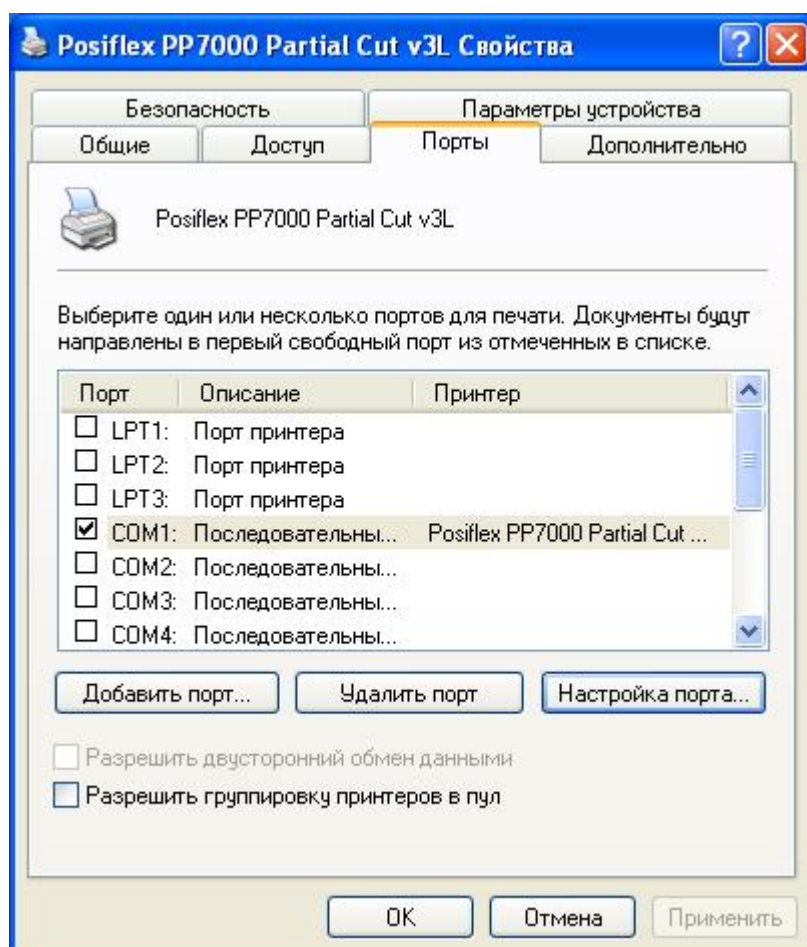 Posiflex PP7000 Partial Cut v3L Свойства
Безопасность Параметры устройства
Общие Доступ Порты Дополнительно
Posiflex PP7000 Partial Cut v3L
Выберите один или несколько портов для печати. Документы будут
направлены в первый свободный порт из отмеченных в списке.
Порт Описание Принтер
LPT1: Порт принтера
LPT2: Порт принтера
LPT3: Порт принтера
COM1: Последовательны... Posiflex PP7000 Partial Cut ...
COM2: Последовательны...
COM3: Последовательны...
COM4: Последовательны...
Добавить порт... Удалить порт Настройка порта...
Разрешить двусторонний обмен данными
Разрешить группировку принтеров в пул
OK Отмена Применить